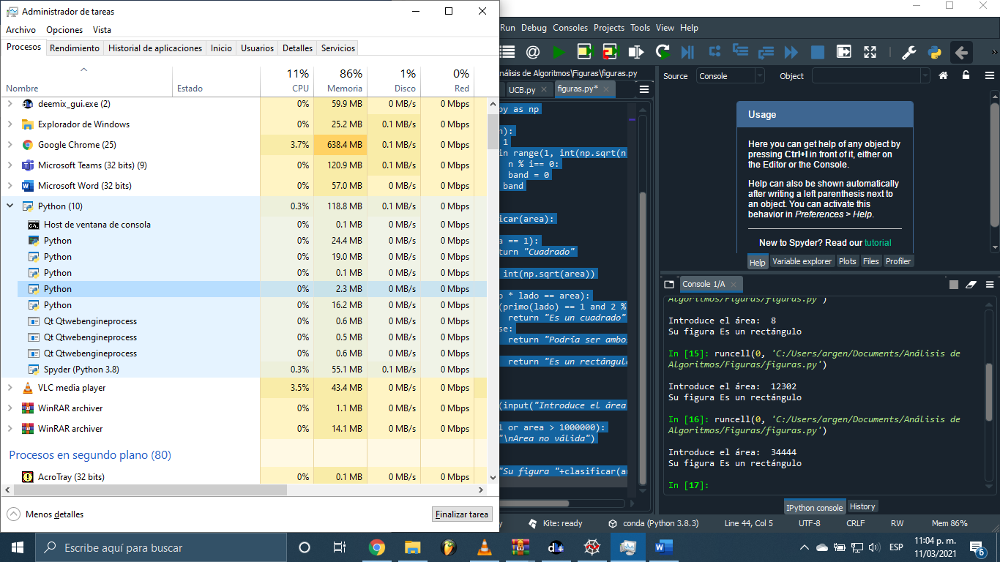 Administrador de tareas
Archivo Opciones Vista
Procesos Rendimiento Historial de aplicaciones Inicio Usuarios Detalles Servicios
11% 86% 1% 0%
Nombre Estado CPU Memoria Disco Red
deemix_gui.exe (2) 0% 59.9 MB 0 MB/s 0 Mbps
Explorador de Windows 0% 25.2 MB 0.1 MB/s 0 Mbps
Google Chrome (25) 3.7% 638.4 MB 0.1 MB/s 0 Mbps
Microsoft Teams (32 bits) (9) 0% 120.9 MB 0.1 MB/s 0 Mbps
Microsoft Word (32 bits) 0% 57.0 MB 0 MB/s 0 Mbps
Python (10) 0.3% 118.8 MB 0.1 MB/s 0 Mbps
Host de ventana de consola 0% 0.1 MB 0 MB/s 0 Mbps
Python 0% 24.4 MB 0 MB/s 0 Mbps
Python 0% 19.0 MB 0 MB/s 0 Mbps
Python 0% 0.1 MB 0 MB/s 0 Mbps
Python 0% 2.3 MB 0 MB/s 0 Mbps
Python 0% 16.2 MB 0 MB/s 0 Mbps
Qt Qtwebengineprocess 0% 0.6 MB 0 MB/s 0 Mbps
Qt Qtwebengineprocess 0% 0.5 MB 0 MB/s 0 Mbps
Qt Qtwebengineprocess 0% 0.6 MB 0 MB/s 0 Mbps
Spyder (Python 3.8) 0.3% 55.1 MB 0.1 MB/s 0 Mbps
VLC media player 3.5% 43.4 MB 0 MB/s 0 Mbps
WinRAR archiver 0% 1.1 MB 0 MB/s 0 Mbps
WinRAR archiver 0% 14.1 MB 0 MB/s 0 Mbps
Procesos en segundo plano (80)
AcroTray (32 bits) 0% 0.1 MB 0 MB/s 0 Mbps
Menos detalles
Finalizar tarea
Run Debug Consoles Projects Tools View Help
nálisis de Algoritmos\Figuras\figuras.py
UCB.py figuras.py*
py as np
n):
1
in range(1, int(np.sqrt(n
n % i== 0:
band = 0
band
icar(area):
a == 1):
turn "Cuadrado"
int(np.sqrt(area))
o * lado == area):
(primo(lado) == 1 and 2 %
return "Es un cuadrado"
se:
return "Podría ser ambos
return "Es un rectángulo
(input("Introduce el área
1 or area > 1000000):
"\nArea no válida")
"Su figura "+clasificar(ar
Source Console Object
Usage
Here you can get help of any object by
pressing Ctrl+I in front of it, either on
the Editor or the Console.
Help can also be shown automatically
after writing a left parenthesis next to
an object. You can activate this
behavior in Preferences > Help.
New to Spyder? Read our tutorial
Help Variable explorer Plots Files Profiler
Console 1/A
Algoritmos/Figuras/figuras.py')
Introduce el área:  8
Su figura Es un rectángulo
In [15]: runcell(0, 'C:/Users/argen/Documents/Análisis de
Algoritmos/Figuras/figuras.py')
Introduce el área:  12302
Su figura Es un rectángulo
In [16]: runcell(0, 'C:/Users/argen/Documents/Análisis de
Algoritmos/Figuras/figuras.py')
Introduce el área:  34444
Su figura Es un rectángulo
In [17]:
IPython console History
Kite: ready conda (Python 3.8.3) Line 44, Col 5 UTF-8 CRLF RW Mem 86%
Escribe aquí para buscar
ESP
11:04 p. m.
11/03/2021
6